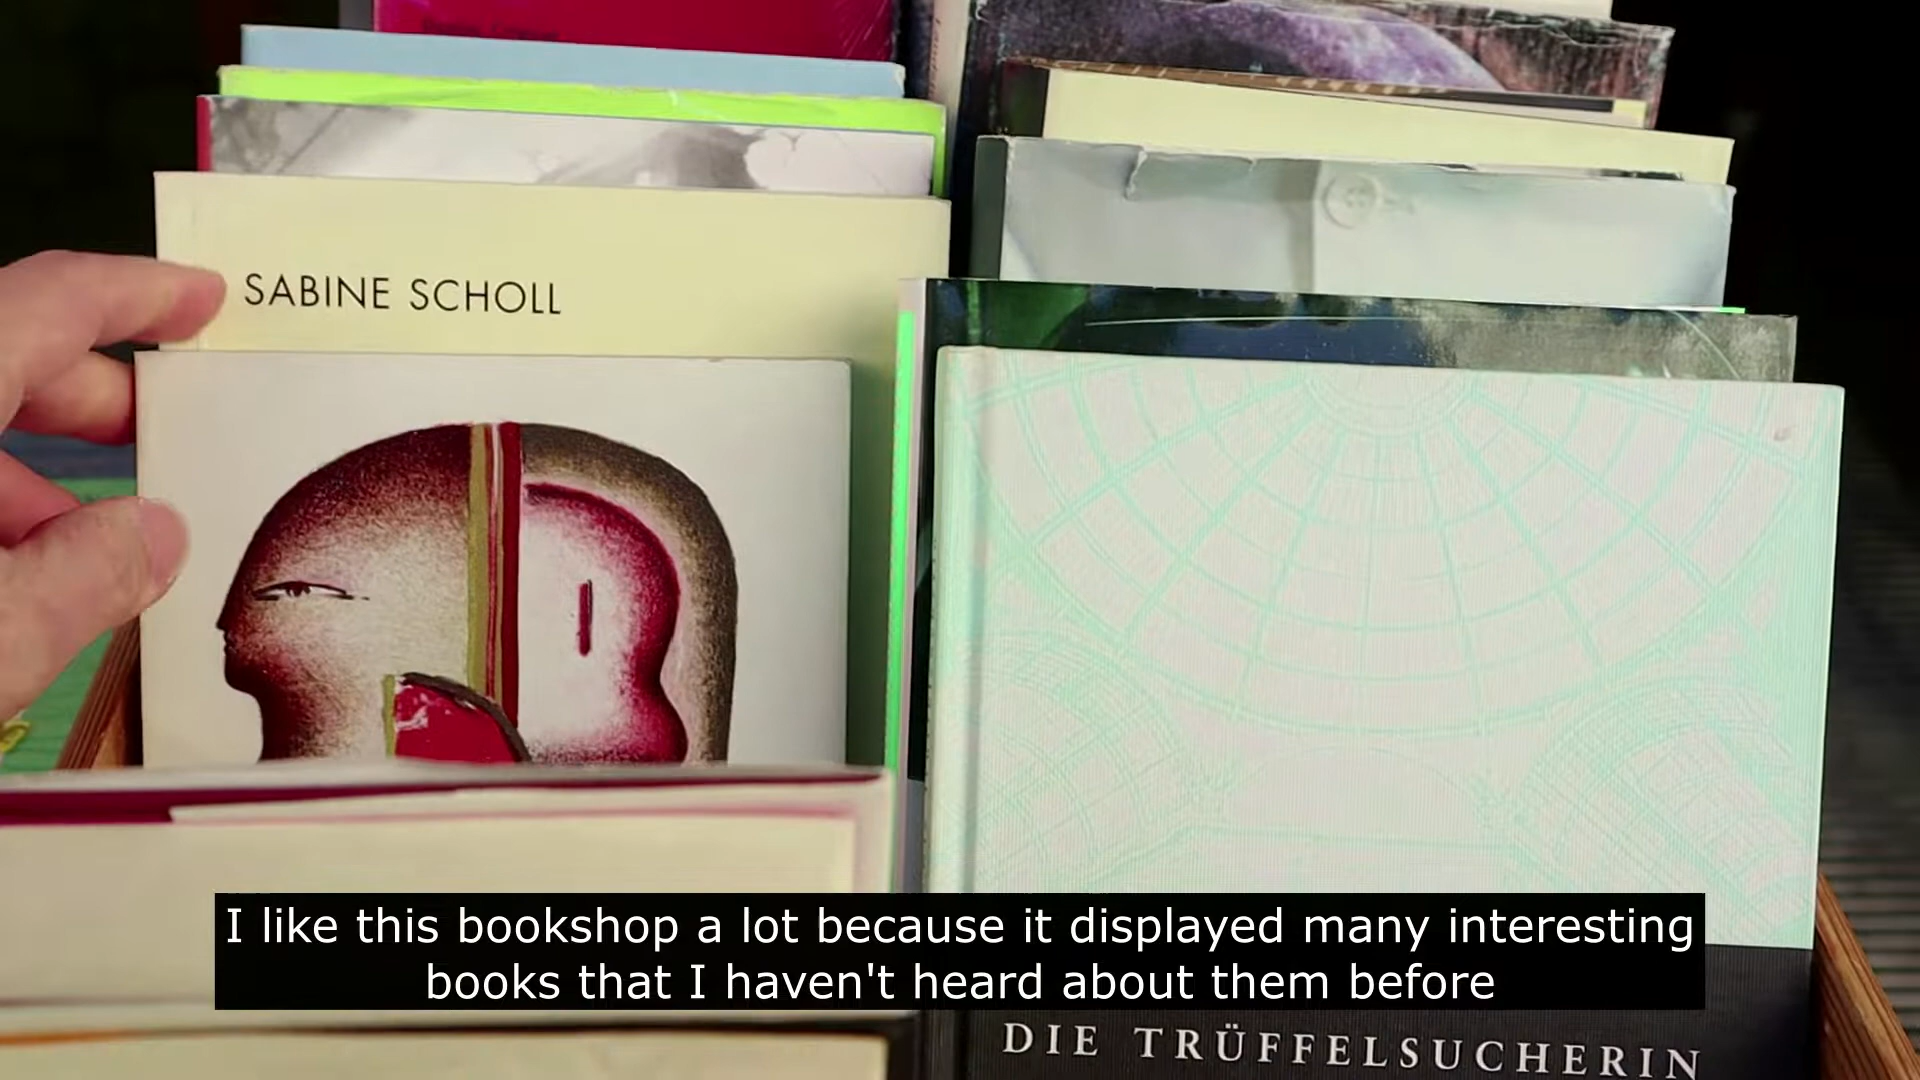 SABINE SCHOLL
I like this bookshop a lot because it displayed many interesting
books that I haven't heard about them before
DIE TRÜFFELSUCHERIN